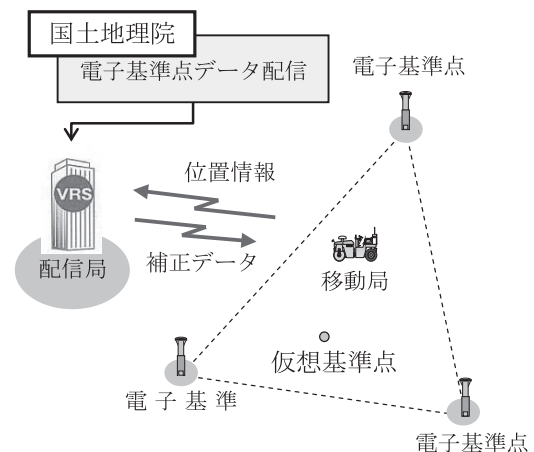 国土地理院
電子基準点データ配信
電子基準点
位置情報
VRS
補正データ
配信局
移動局
仮想基準点
電子基準
電子基準点